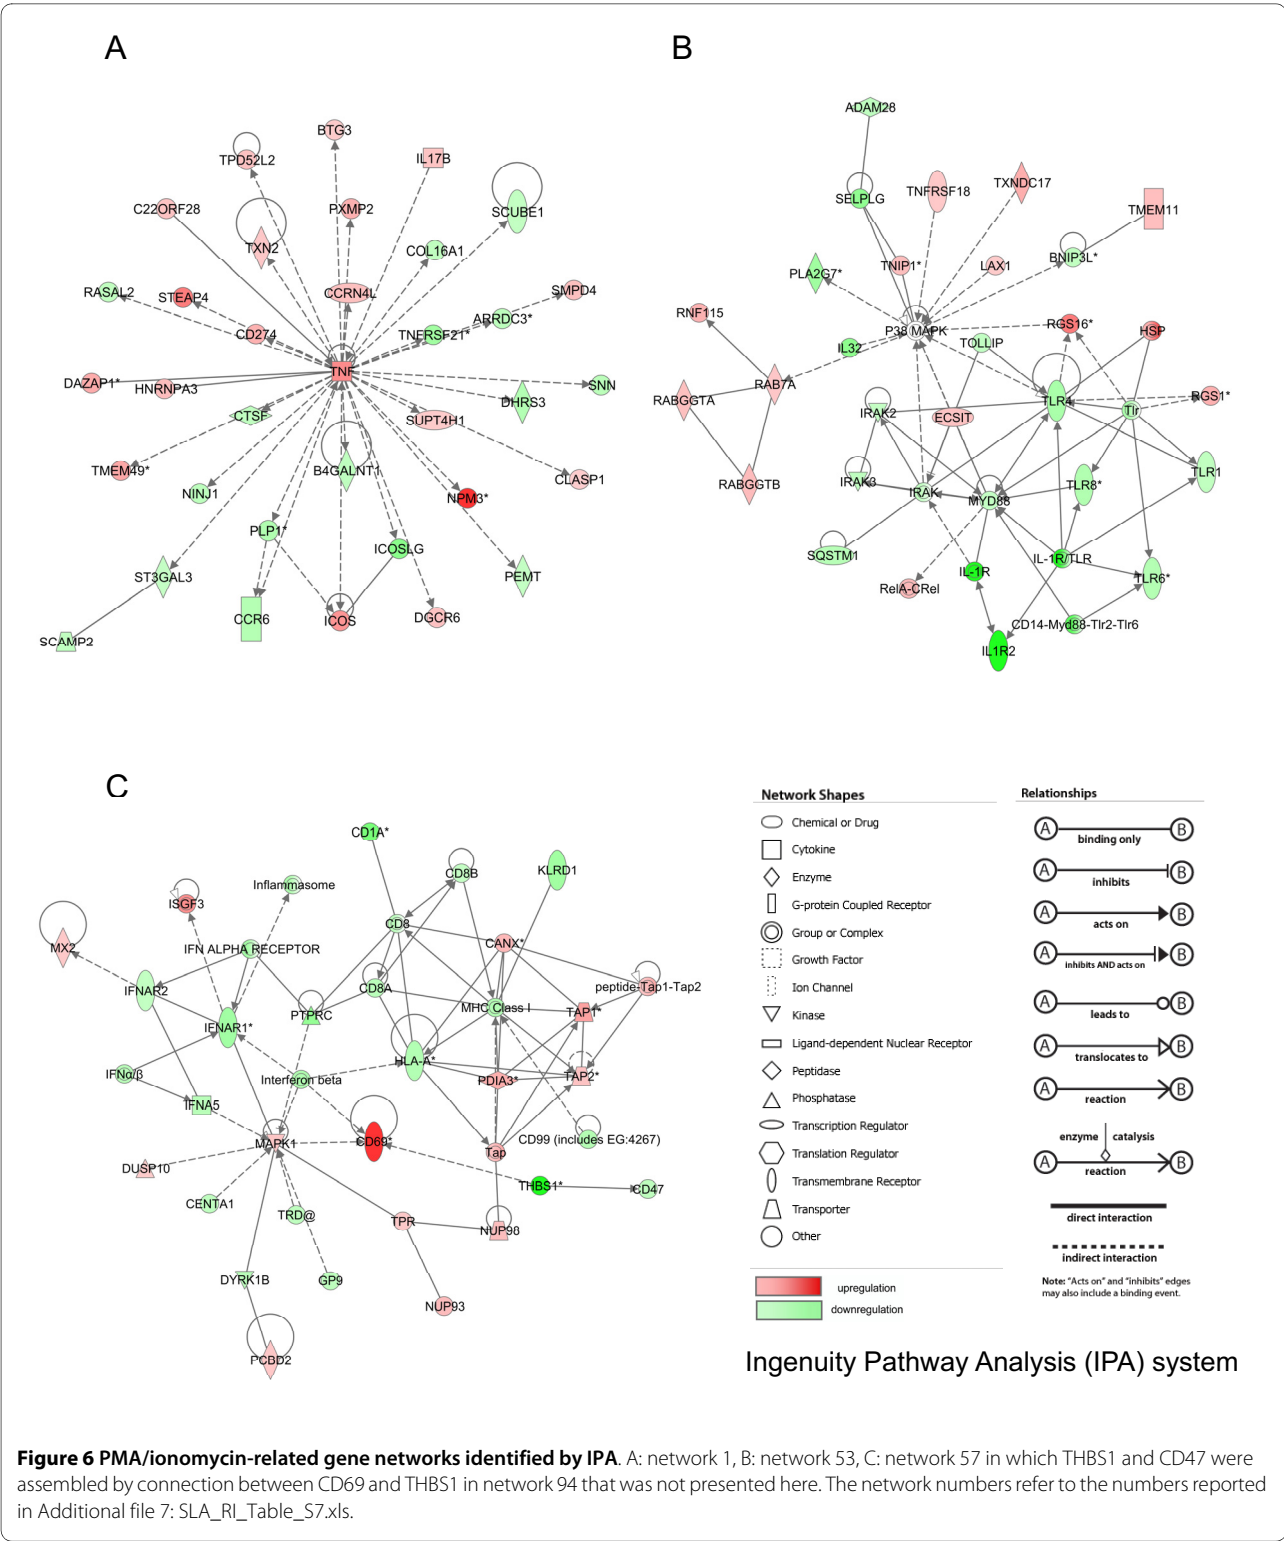 A
B
BTG3
TPD52L2
IL17B
C22ORF28
PXMP2
SCUBE1
TXN2
COL16A1
RASAL2
STEAP4
CCRN4L
SMPD4
CD274
TNFRSF21*
ARRDC3*
TNF
DAZAP1*
HNRNPA3
SNN
DHRS3
CTSF
SUPT4H1
TMEM49*
B4GALNT1
CLASP1
NINJ1
NPM3*
PLP1*
ICOSLG
ST3GAL3
PEMT
CCR6
ICOS
DGCR6
SCAMP2
ADAM28
SELPLG
TNFRSF18
TXNDC17
TMEM11
PLA2G7*
TNIP1*
LAX1
BNIP3L*
RNF115
P38 MAPK
RGS16*
HSP
IL32
TOLLIP
RABGGTA
RAB7A
TLR4
Tlr
RGS1*
IRAK2
ECSIT
RABGGTB
IRAK3
IRAK
MYD88
TLR8*
TLR1
SQSTM1
IL-1R
IL-1R/TLR
TLR6*
RelA-CRel
CD14-Myd88-Tlr2-Tlr6
IL1R2
C
CD1A*
CD8B
KLRD1
ISGF3
Inflammasome
MX2
IFN ALPHA RECEPTOR
CD8
CANX*
IFNAR2
CD8A
peptide-Tap1-Tap2
IFNAR1*
PTPRC
MHC Class I
TAP1*
IFNα/β
Interferon beta
HLA-A*
PDIA3*
TAP2*
IFNA5
MAPK1
CD69*
Tap
CD99 (includes EG:4267)
DUSP10
CENTA1
TRD@
THBS1*
CD47
TPR
NUP98
DYRK1B
GP9
NUP93
PCBD2
Network Shapes
Chemical or Drug
Cytokine
Enzyme
G-protein Coupled Receptor
Group or Complex
Growth Factor
Ion Channel
Kinase
Ligand-dependent Nuclear Receptor
Peptidase
Phosphatase
Transcription Regulator
Translation Regulator
Transmembrane Receptor
Transporter
Other
upregulation
downregulation
Relationships
A B
binding only
A B
inhibits
A B
acts on
A B
inhibits AND acts on
A B
leads to
A B
translocates to
A B
reaction
enzyme catalysis
A B
reaction
direct interaction
indirect interaction
Note: "Acts on" and "inhibits" edges
may also include a binding event.
Ingenuity Pathway Analysis (IPA) system
Figure 6 PMA/ionomycin-related gene networks identified by IPA. A: network 1, B: network 53, C: network 57 in which THBS1 and CD47 were
assembled by connection between CD69 and THBS1 in network 94 that was not presented here. The network numbers refer to the numbers reported
in Additional file 7: SLA_RI_Table_S7.xls.